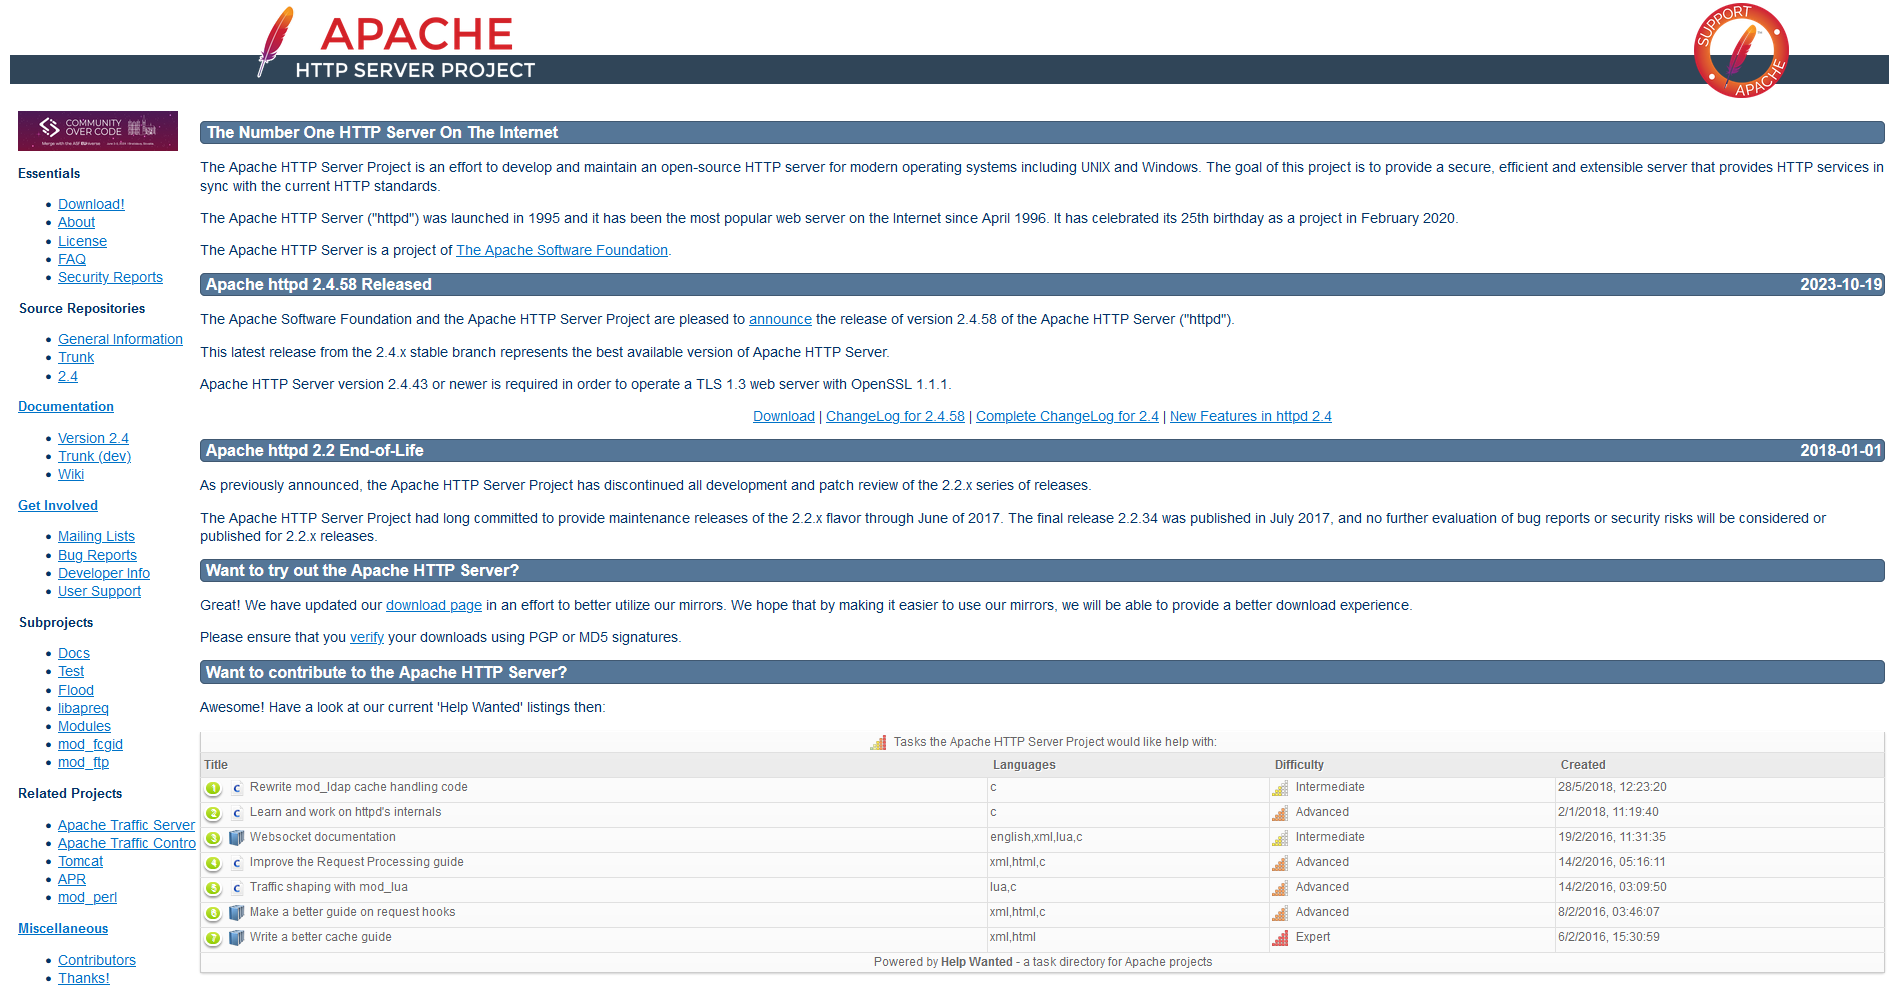 APACHE
HTTP SERVER PROJECT
SUPPORT
APACHE
COMMUNITY
OVER CODE
Essentials
Download!
About
License
FAQ
Security Reports
Source Repositories
General Information
Trunk
2.4
Documentation
Version 2.4
Trunk (dev)
Wiki
Get Involved
Mailing Lists
Bug Reports
Developer Info
User Support
Subprojects
Docs
Test
Flood
libapreq
Modules
mod_fcgid
mod_ftp
Related Projects
Apache Traffic Server
Apache Traffic Contro
Tomcat
APR
mod_perl
Miscellaneous
Contributors
Thanks!
The Number One HTTP Server On The Internet
The Apache HTTP Server Project is an effort to develop and maintain an open-source HTTP server for modern operating systems including UNIX and Windows. The goal of this project is to provide a secure, efficient and extensible server that provides HTTP services in
sync with the current HTTP standards.
The Apache HTTP Server ("httpd") was launched in 1995 and it has been the most popular web server on the Internet since April 1996. It has celebrated its 25th birthday as a project in February 2020.
The Apache HTTP Server is a project of The Apache Software Foundation.
Apache httpd 2.4.58 Released 2023-10-19
The Apache Software Foundation and the Apache HTTP Server Project are pleased to announce the release of version 2.4.58 of the Apache HTTP Server ("httpd").
This latest release from the 2.4.x stable branch represents the best available version of Apache HTTP Server.
Apache HTTP Server version 2.4.43 or newer is required in order to operate a TLS 1.3 web server with OpenSSL 1.1.1.
Download | ChangeLog for 2.4.58 | Complete ChangeLog for 2.4 | New Features in httpd 2.4
Apache httpd 2.2 End-of-Life 2018-01-01
As previously announced, the Apache HTTP Server Project has discontinued all development and patch review of the 2.2.x series of releases.
The Apache HTTP Server Project had long committed to provide maintenance releases of the 2.2.x flavor through June of 2017. The final release 2.2.34 was published in July 2017, and no further evaluation of bug reports or security risks will be considered or
published for 2.2.x releases.
Want to try out the Apache HTTP Server?
Great! We have updated our download page in an effort to better utilize our mirrors. We hope that by making it easier to use our mirrors, we will be able to provide a better download experience.
Please ensure that you verify your downloads using PGP or MD5 signatures.
Want to contribute to the Apache HTTP Server?
Awesome! Have a look at our current 'Help Wanted' listings then:
Tasks the Apache HTTP Server Project would like help with:
Title Languages Difficulty Created
1 C Rewrite mod_ldap cache handling code c Intermediate 28/5/2018, 12:23:20
2 C Learn and work on httpd's internals c Advanced 2/1/2018, 11:19:40
3 Websocket documentation english,xml,lua,c Intermediate 19/2/2016, 11:31:35
4 C Improve the Request Processing guide xml,html,c Advanced 14/2/2016, 05:16:11
5 C Traffic shaping with mod_lua lua,c Advanced 14/2/2016, 03:09:50
6 Make a better guide on request hooks xml,html,c Advanced 8/2/2016, 03:46:07
7 Write a better cache guide xml,html Expert 6/2/2016, 15:30:59
Powered by Help Wanted - a task directory for Apache projects